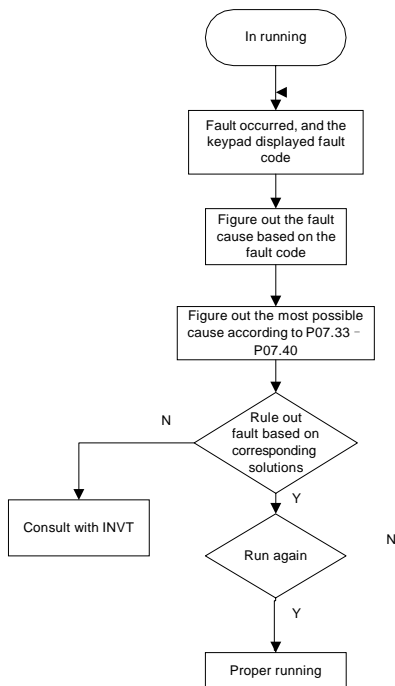 In running
Fault occurred, and the
keypad displayed fault
code
Figure out the fault
cause based on the
fault code
Figure out the most possible
cause according to P07.33–
P07.40
N
Rule out
fault based on
corresponding
solutions
Y
Consult with INVT
Run again
N
Y
Proper running